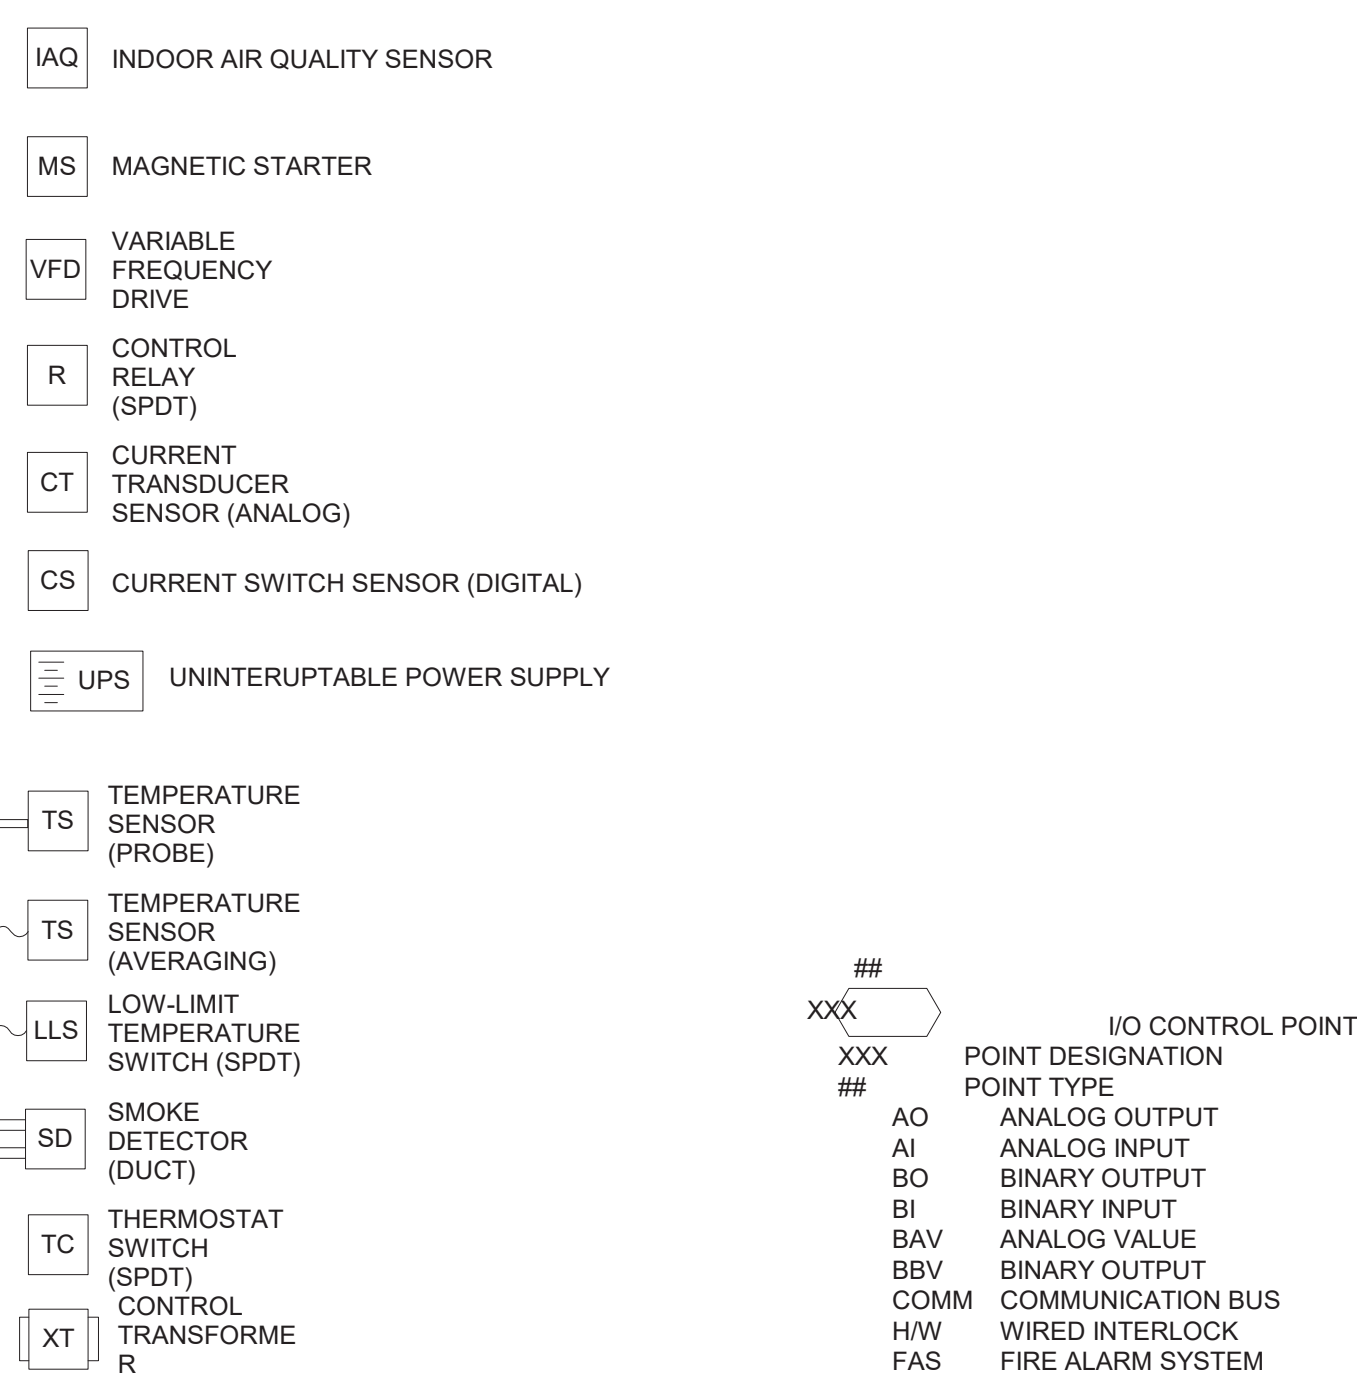 IAQ INDOOR AIR QUALITY SENSOR
MS MAGNETIC STARTER
VARIABLE
VFD FREQUENCY
DRIVE
CONTROL
R RELAY
(SPDT)
CURRENT
CT TRANSDUCER
SENSOR (ANALOG)
CS CURRENT SWITCH SENSOR (DIGITAL)
UPS UNINTERUPTABLE POWER SUPPLY
TEMPERATURE
TS SENSOR
(PROBE)
TEMPERATURE
TS SENSOR
(AVERAGING)
LOW-LIMIT
LLS TEMPERATURE
SWITCH (SPDT)
SMOKE
SD DETECTOR
(DUCT)
THERMOSTAT
TC SWITCH
(SPDT)
CONTROL
XT TRANSFORME
R
##
XXX
I/O CONTROL POINT
XXX POINT DESIGNATION
## POINT TYPE
AO ANALOG OUTPUT
AI ANALOG INPUT
BO BINARY OUTPUT
BI BINARY INPUT
BAV ANALOG VALUE
BBV BINARY OUTPUT
COMM COMMUNICATION BUS
H/W WIRED INTERLOCK
FAS FIRE ALARM SYSTEM